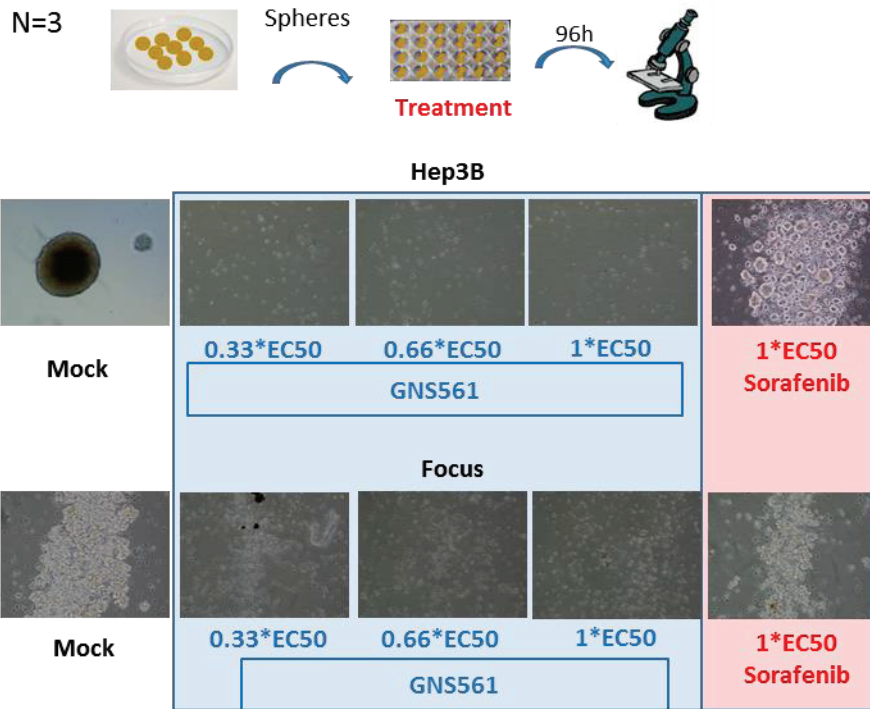 N=3
Spheres
96h
Treatment
Hep3B
Mock
0.33*EC50
0.66*EC50
1*EC50
GNS561
1*EC50
Sorafenib
Focus
Mock
0.33*EC50
0.66*EC50
1*EC50
GNS561
1*EC50
Sorafenib